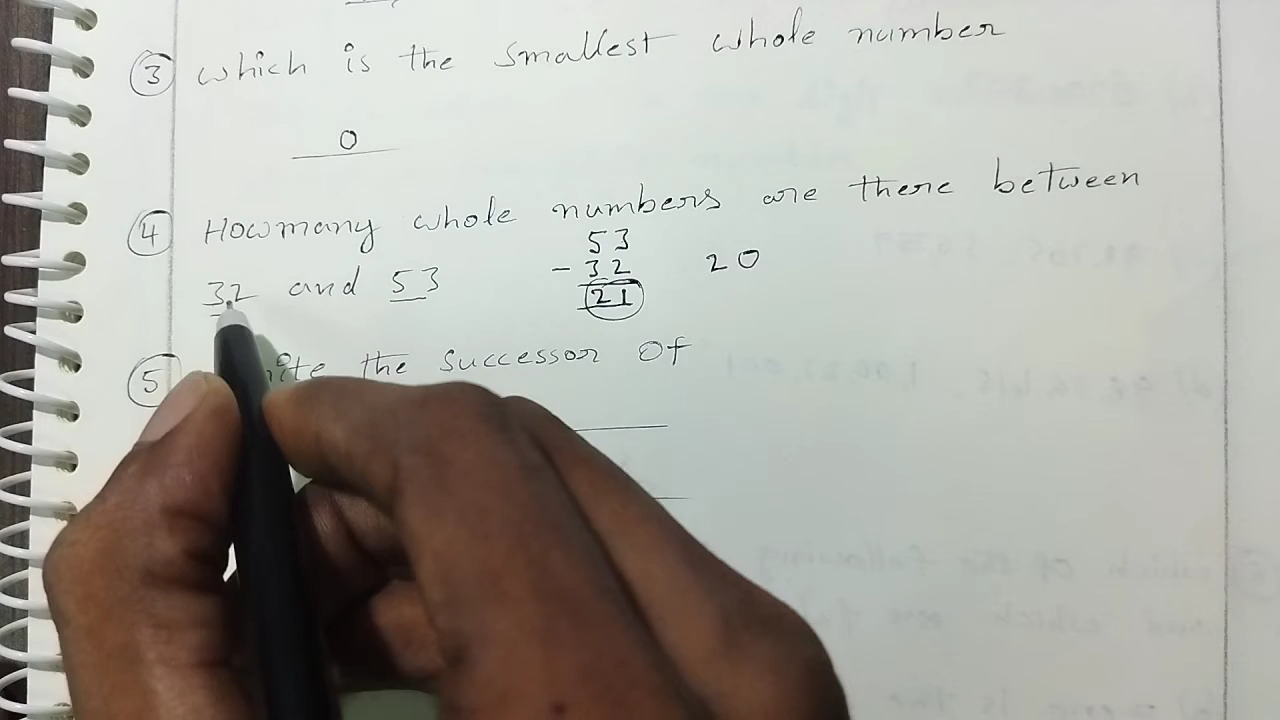 3 which is the smallest whole number
0
4 Howmany whole numbers are there between
32 and 53
53
- 32
21
20
5 the successor of